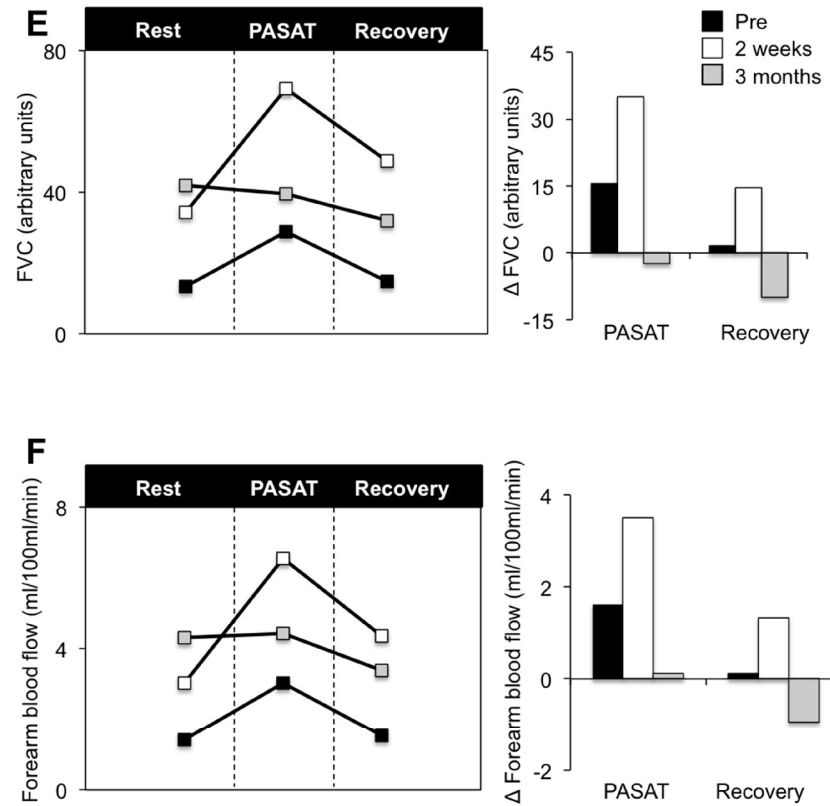 E
Rest PASAT Recovery
80
40
0
FVC (arbitrary units)
Pre
2 weeks
3 months
45
30
15
0
-15
Δ FVC (arbitrary units)
PASAT Recovery
F
Rest PASAT Recovery
8
4
0
Forearm blood flow (ml/100ml/min)
4
2
0
-2
Δ Forearm blood flow (ml/100ml/min)
PASAT Recovery